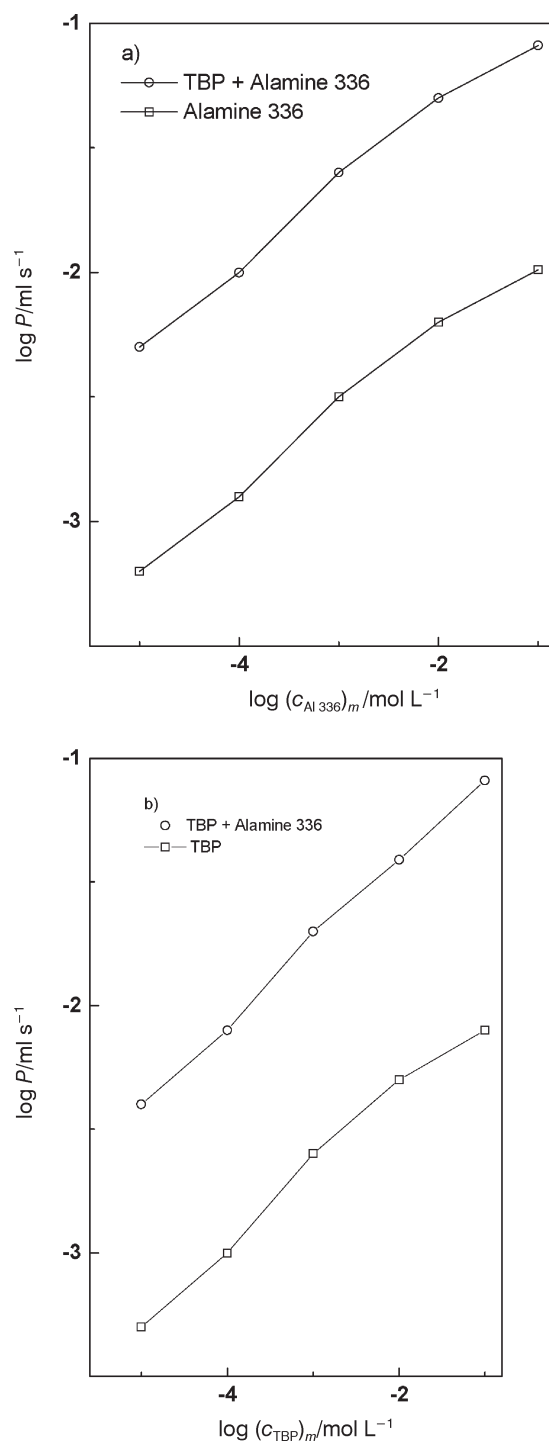 -1
a)
TBP + Alamine 336
Alamine 336
-2
log P/ml s⁻¹
-3
-4
-2
log (c_Al 336)_m/mol L⁻¹
-1
b)
TBP + Alamine 336
TBP
-2
log P/ml s⁻¹
-3
-4
-2
log (c_TBP)_m/mol L⁻¹